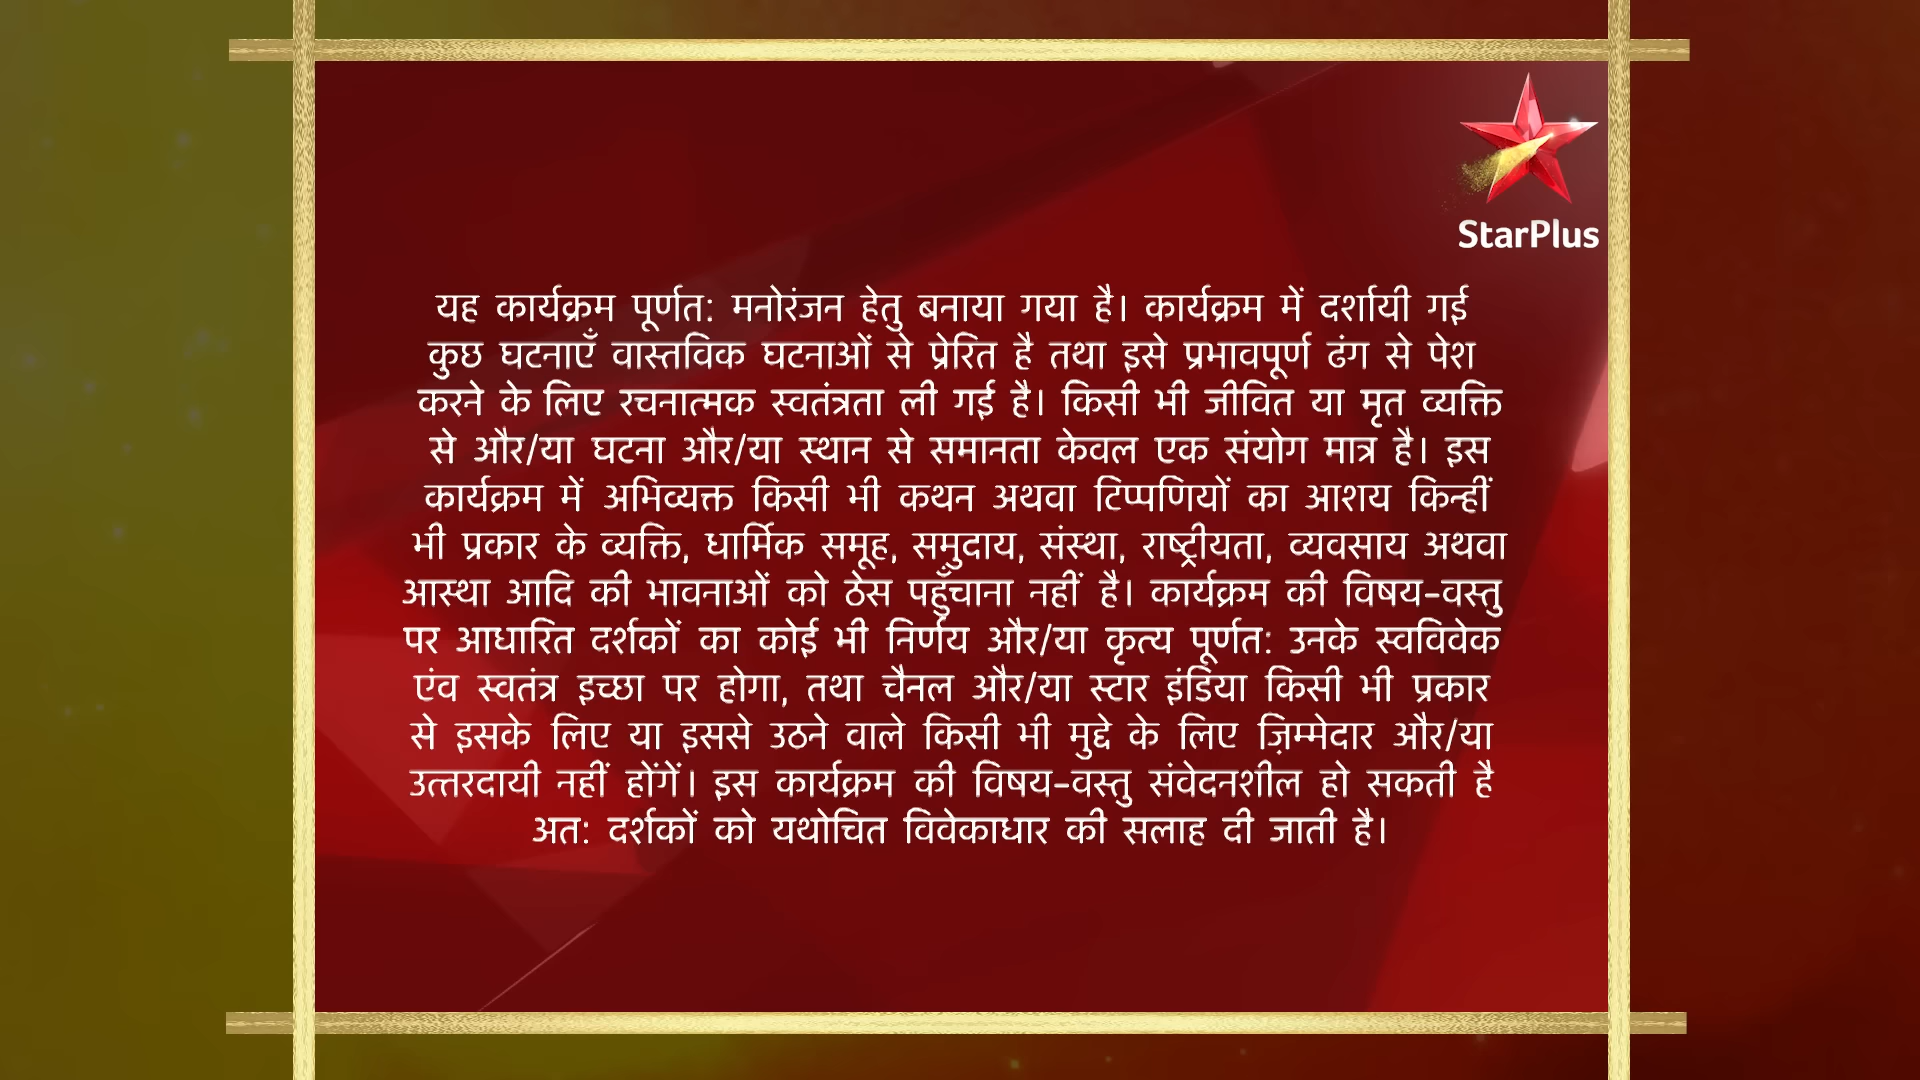 StarPlus
यह कार्यक्रम पूर्णत: मनोरंजन हेतु बनाया गया है। कार्यक्रम में दर्शायी गई
कुछ घटनाएँ वास्तविक घटनाओं से प्रेरित है तथा इसे प्रभावपूर्ण ढंग से पेश
करने के लिए रचनात्मक स्वतंत्रता ली गई है। किसी भी जीवित या मृत व्यक्ति
से और/या घटना और/या स्थान से समानता केवल एक संयोग मात्र है। इस
कार्यक्रम में अभिव्यक्त किसी भी कथन अथवा टिप्पणियों का आशय किन्हीं
भी प्रकार के व्यक्ति, धार्मिक समूह, समुदाय, संस्था, राष्ट्रीयता, व्यवसाय अथवा
आस्था आदि की भावनाओं को ठेस पहुँचाना नहीं है। कार्यक्रम की विषय-वस्तु
पर आधारित दर्शकों का कोई भी निर्णय और/या कृत्य पूर्णत: उनके स्वविवेक
एंव स्वतंत्र इच्छा पर होगा, तथा चैनल और/या स्टार इंडिया किसी भी प्रकार
से इसके लिए या इससे उठने वाले किसी भी मुद्दे के लिए ज़िम्मेदार और/या
उत्तरदायी नहीं होंगें। इस कार्यक्रम की विषय-वस्तु संवेदनशील हो सकती है
अत: दर्शकों को यथोचित विवेकाधार की सलाह दी जाती है।